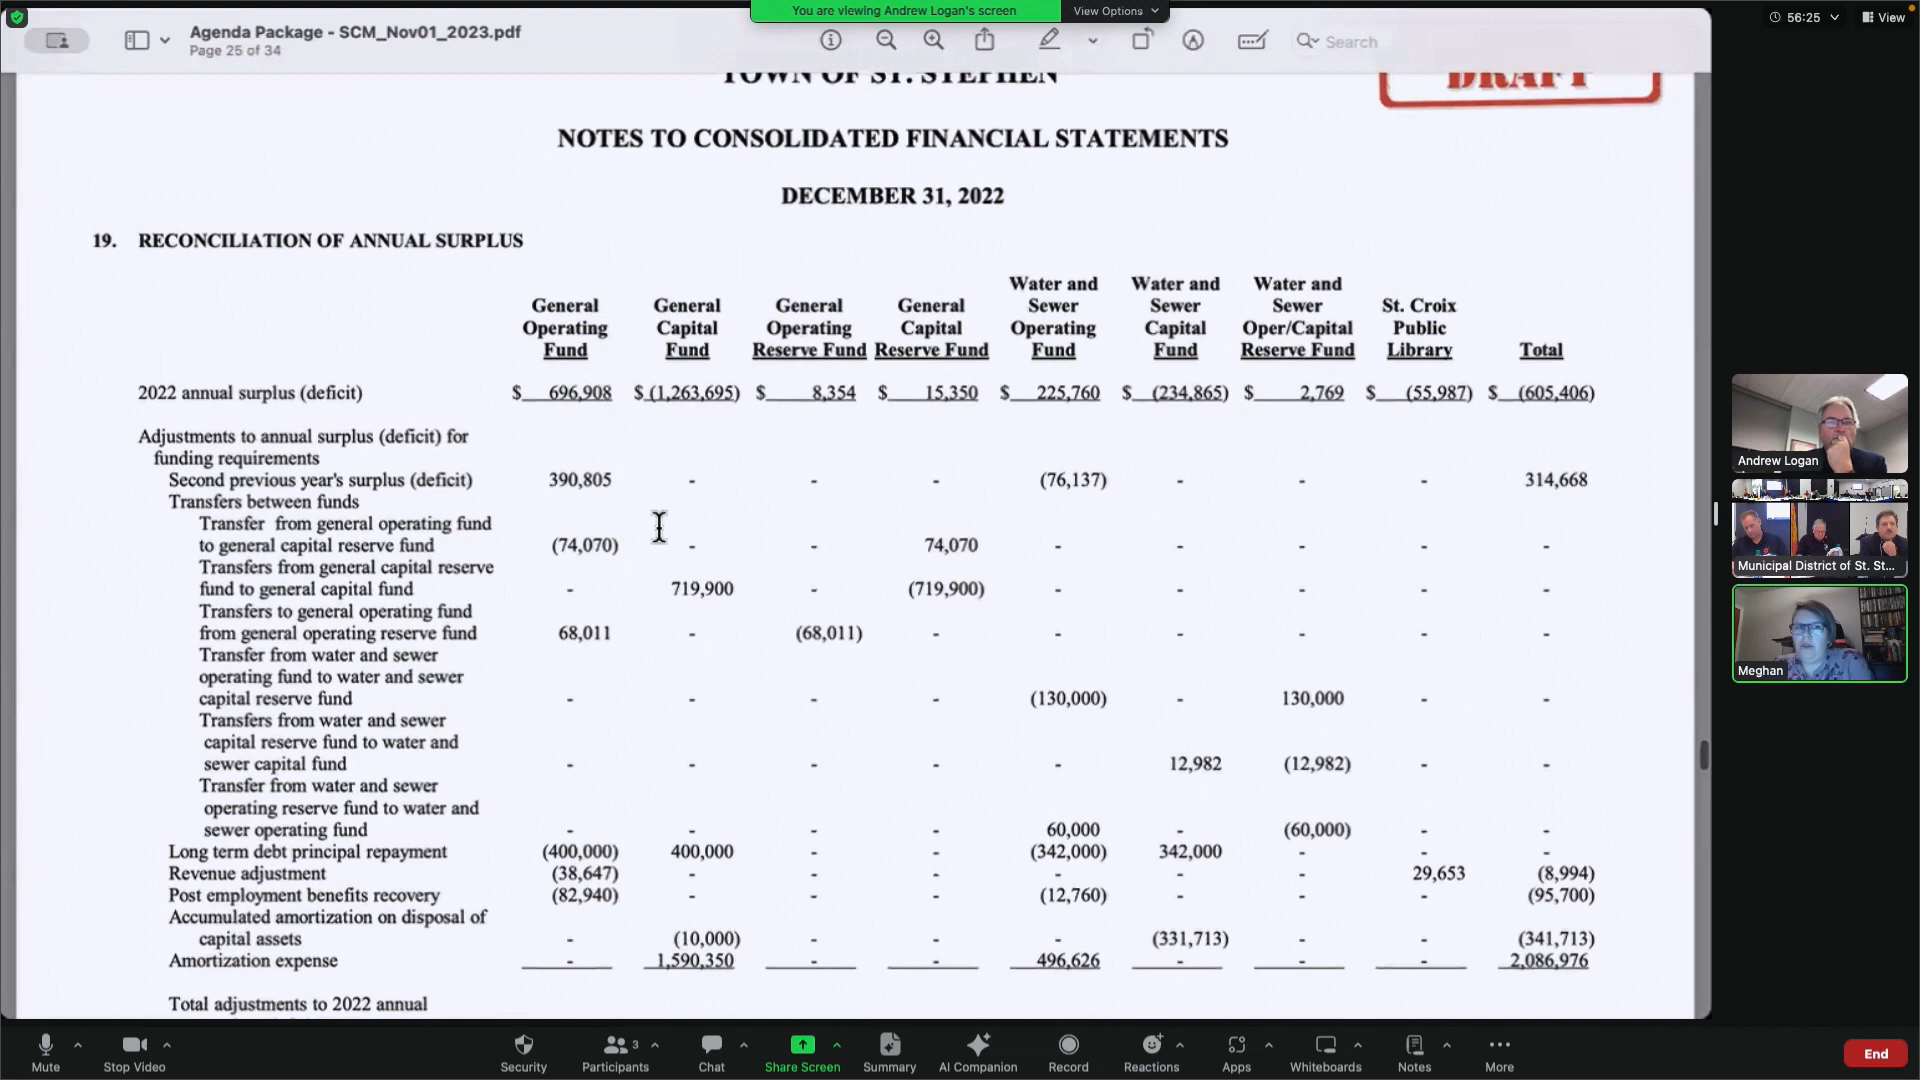 You are viewing Andrew Logan's screen
View Options
56:25
View
Agenda Package - SCM_Nov01_2023.pdf
Page 25 of 34
Search
TOWN OF ST. STEPHEN
DRAFT
NOTES TO CONSOLIDATED FINANCIAL STATEMENTS
DECEMBER 31, 2022
19. RECONCILIATION OF ANNUAL SURPLUS
Water and Water and Water and
General General General General Sewer Sewer Sewer St. Croix
Operating Capital Operating Capital Operating Capital Oper/Capital Public
Fund Fund Reserve Fund Reserve Fund Fund Fund Reserve Fund Library Total
2022 annual surplus (deficit) $ 696,908 $ (1,263,695) $ 8,354 $ 15,350 $ 225,760 $ (234,865) $ 2,769 $ (55,987) $ (605,406)
Adjustments to annual surplus (deficit) for
funding requirements
Second previous year's surplus (deficit) 390,805 - - - (76,137) - - - 314,668
Transfers between funds
Transfer from general operating fund
to general capital reserve fund (74,070) - - 74,070 - - - - -
Transfers from general capital reserve
fund to general capital fund - 719,900 - (719,900) - - - - -
Transfers to general operating fund
from general operating reserve fund 68,011 - (68,011) - - - - - -
Transfer from water and sewer
operating fund to water and sewer
capital reserve fund - - - - (130,000) - 130,000 - -
Transfers from water and sewer
capital reserve fund to water and
sewer capital fund - - - - - 12,982 (12,982) - -
Transfer from water and sewer
operating reserve fund to water and
sewer operating fund - - - - 60,000 - (60,000) - -
Long term debt principal repayment (400,000) 400,000 - - (342,000) 342,000 - - -
Revenue adjustment (38,647) - - - - - - 29,653 (8,994)
Post employment benefits recovery (82,940) - - - (12,760) - - - (95,700)
Accumulated amortization on disposal of
capital assets - (10,000) - - - (331,713) - - (341,713)
Amortization expense - 1,590,350 - - 496,626 - - - 2,086,976
Total adjustments to 2022 annual
Andrew Logan
Municipal District of St. St...
Meghan
Mute
Stop Video
Security
Participants
3
Chat
Share Screen
Summary
AI Companion
Record
Reactions
Apps
Whiteboards
Notes
More
End